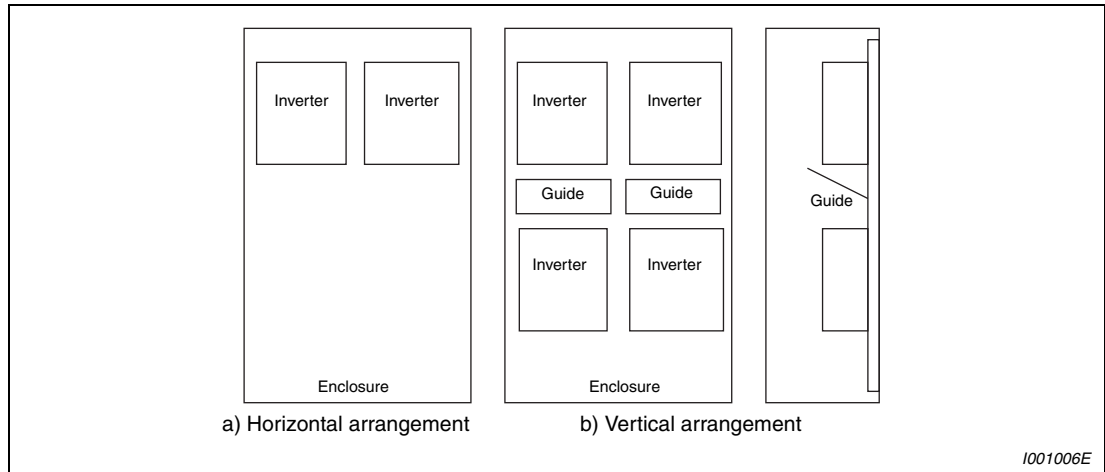 Inverter Inverter
Enclosure
a) Horizontal arrangement
Inverter Inverter
Guide Guide
Inverter Inverter
Enclosure
Guide
b) Vertical arrangement
I001006E